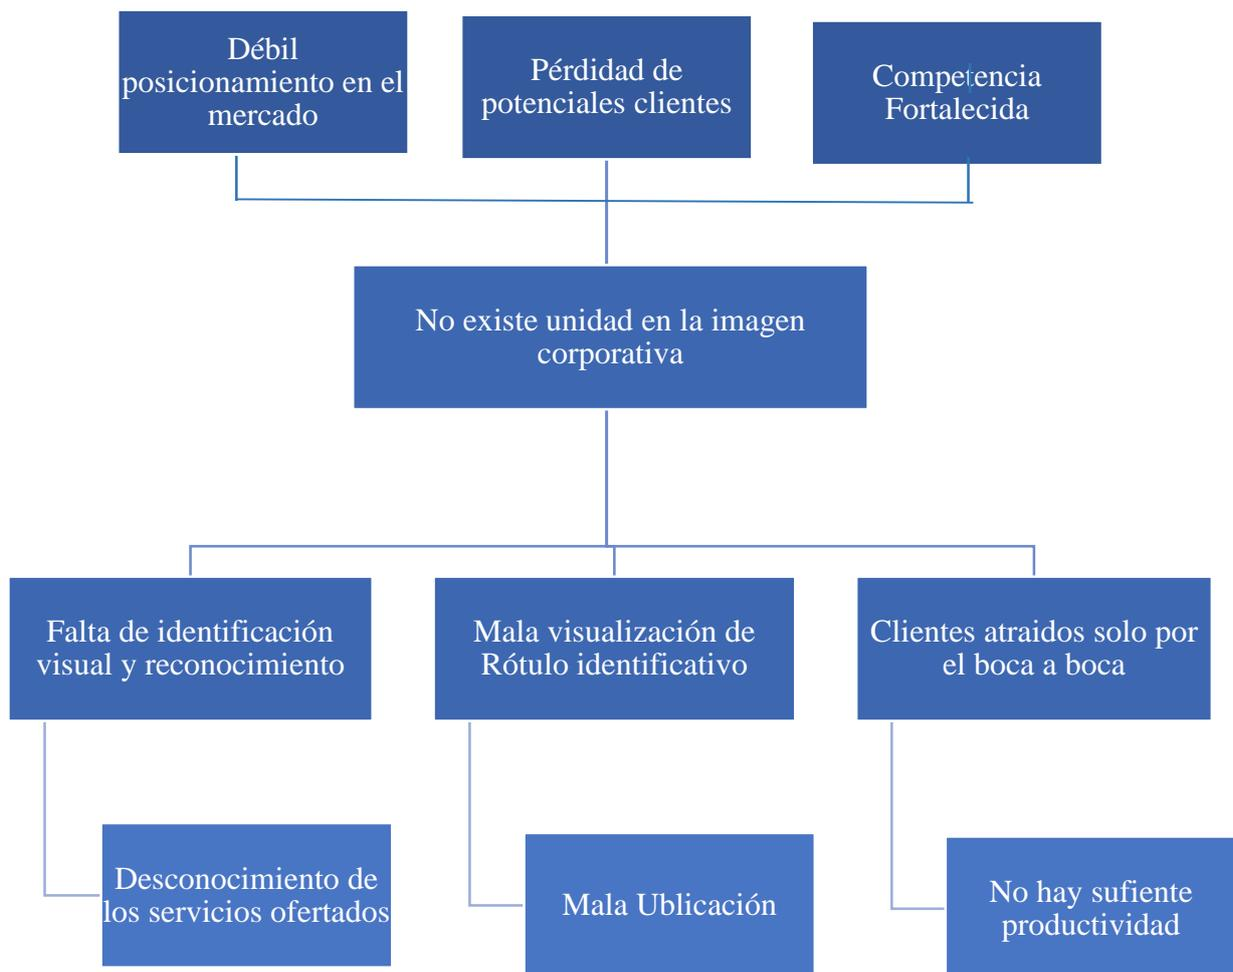 Débil
posicionamiento en el
mercado
Pérdidad de
potenciales clientes
Competencia
Fortalecida
No existe unidad en la imagen
corporativa
Falta de identificación
visual y reconocimiento
Mala visualización de
Rótulo identificativo
Clientes atraidos solo por
el boca a boca
Desconocimiento de
los servicios ofertados
Mala Ublicación
No hay sufiente
productividad